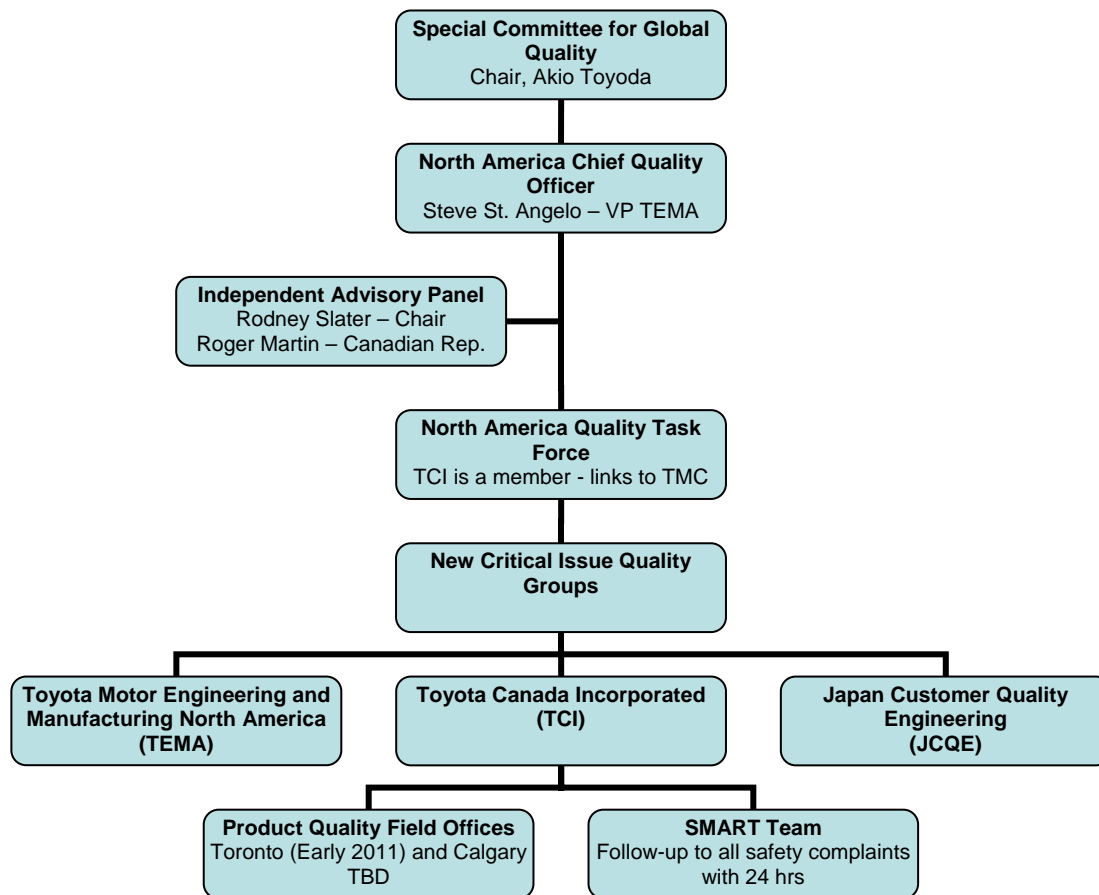 Special Committee for Global
Quality
Chair, Akio Toyoda
North America Chief Quality
Officer
Steve St. Angelo – VP TEMA
Independent Advisory Panel
Rodney Slater – Chair
Roger Martin – Canadian Rep.
North America Quality Task
Force
TCI is a member - links to TMC
New Critical Issue Quality
Groups
Toyota Motor Engineering and
Manufacturing North America
(TEMA)
Toyota Canada Incorporated
(TCI)
Japan Customer Quality
Engineering
(JCQE)
Product Quality Field Offices
Toronto (Early 2011) and Calgary
TBD
SMART Team
Follow-up to all safety complaints
with 24 hrs